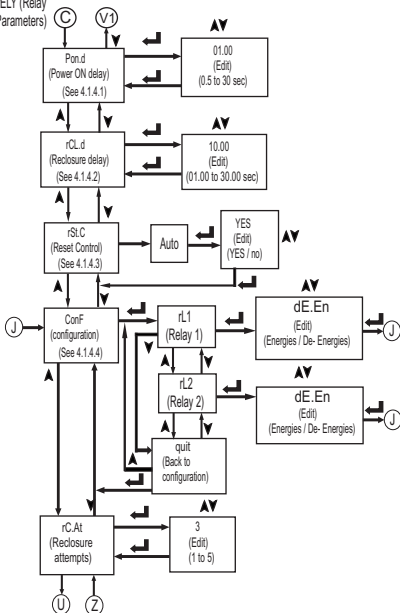 ELY (Relay
Parameters)
C
V1
Pon.d
(Power ON delay)
(See 4.1.4.1)
01.00
(Edit)
(0.5 to 30 sec)
rCL.d
(Reclosure delay)
(See 4.1.4.2)
10.00
(Edit)
(01.00 to 30.00 sec)
rSt.C
(Reset Control)
(See 4.1.4.3)
Auto
YES
(Edit)
(YES / no)
J
ConF
(configuration)
(See 4.1.4.4)
rL1
(Relay 1)
dE.En
(Edit)
(Energies / De- Energies)
J
rL2
(Relay 2)
dE.En
(Edit)
(Energies / De- Energies)
J
quit
(Back to
configuration)
rC.At
(Reclosure
attempts)
3
(Edit)
(1 to 5)
U
Z